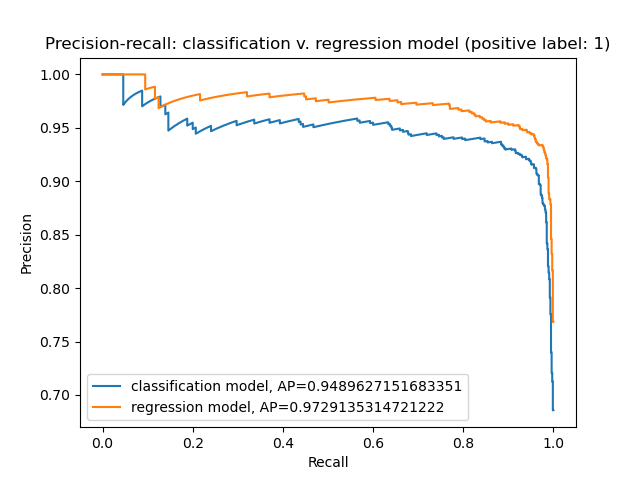 Precision-recall: classification v. regression model (positive label: 1)
1.00
0.95
0.90
0.85
0.80
0.75
0.70
Precision
classification model, AP=0.9489627151683351
regression model, AP=0.9729135314721222
0.0 0.2 0.4 0.6 0.8 1.0
Recall